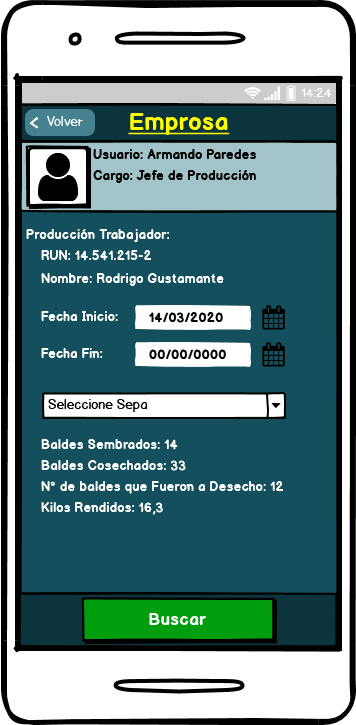 14:24
Volver
Emprosa
Usuario: Armando Paredes
Cargo: Jefe de Producción
Producción Trabajador:
RUN: 14.541.215-2
Nombre: Rodrigo Gustamante
Fecha Inicio: 14/03/2020
Fecha Fin: 00/00/0000
Seleccione Sepa
Baldes Sembrados: 14
Baldes Cosechados: 33
N° de baldes que Fueron a Desecho: 12
Kilos Rendidos: 16,3
Buscar